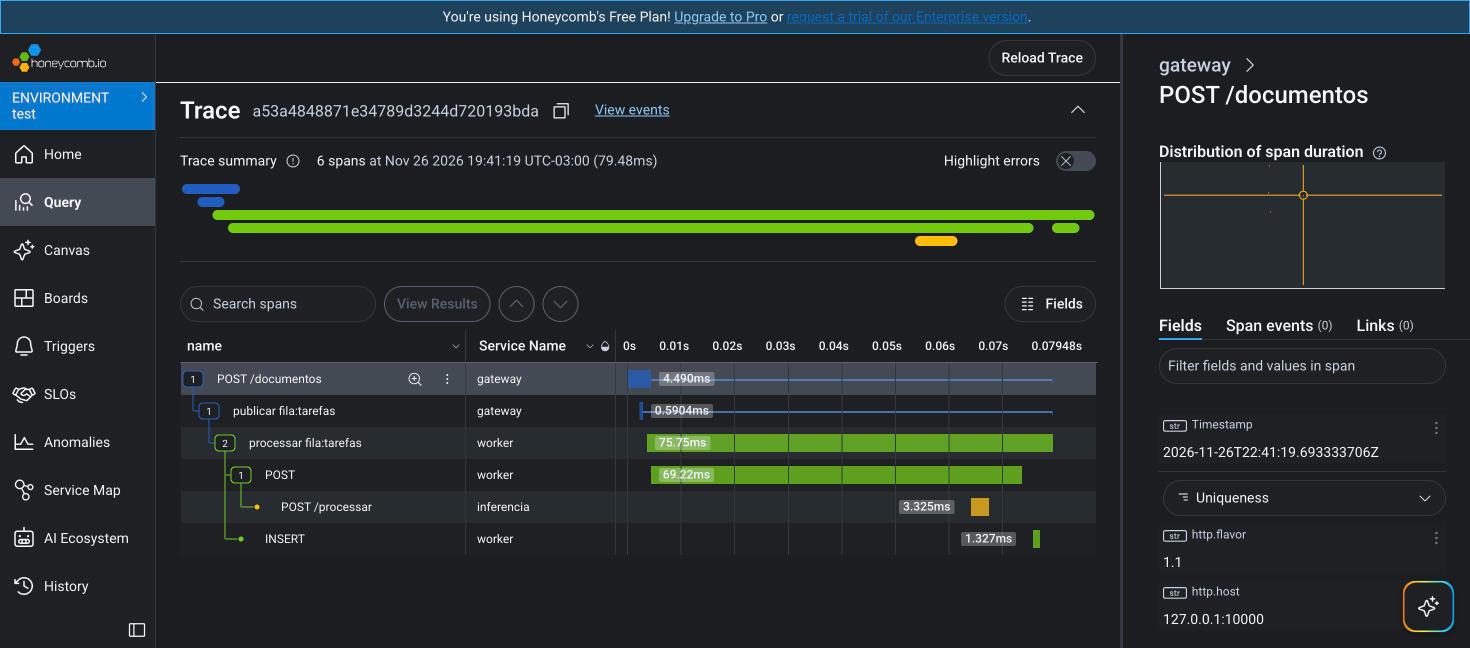 You're using Honeycomb's Free Plan! Upgrade to Pro or request a trial of our Enterprise version.
honeycomb.io
ENVIRONMENT
test
Home
Query
Canvas
Boards
Triggers
SLOs
Anomalies
Service Map
AI Ecosystem
History
Reload Trace
Trace a53a4848871e34789d3244d720193bda View events
Trace summary 6 spans at Nov 26 2026 19:41:19 UTC-03:00 (79.48ms) Highlight errors
Search spans View Results Fields
name Service Name 0s 0.01s 0.02s 0.03s 0.04s 0.05s 0.06s 0.07s 0.07948s
1 POST /documentos gateway 4.490ms
1 publicar fila:tarefas gateway 0.5904ms
2 processar fila:tarefas worker 75.75ms
1 POST worker 69.22ms
POST /processar inferencia 3.325ms
INSERT worker 1.327ms
gateway
POST /documentos
Distribution of span duration
Fields Span events (0) Links (0)
Filter fields and values in span
str Timestamp
2026-11-26T22:41:19.693333706Z
Uniqueness
str http.flavor
1.1
str http.host
127.0.0.1:10000